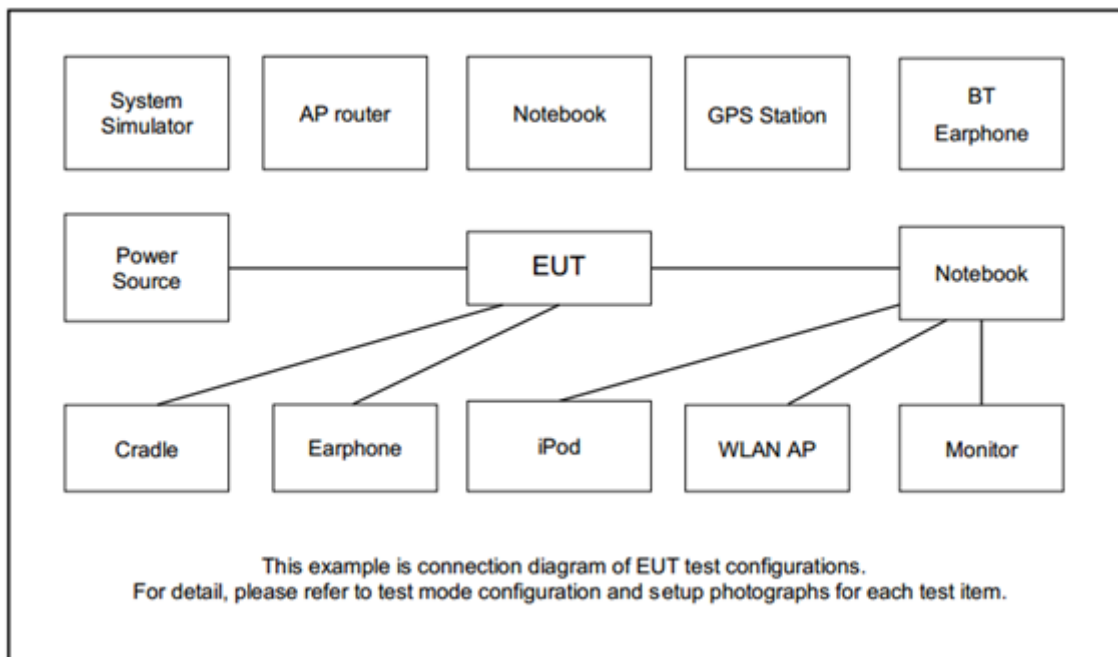 System
Simulator
AP router
Notebook
GPS Station
BT
Earphone
Power
Source
EUT
Notebook
Cradle
Earphone
iPod
WLAN AP
Monitor
This example is connection diagram of EUT test configurations.
For detail, please refer to test mode configuration and setup photographs for each test item.